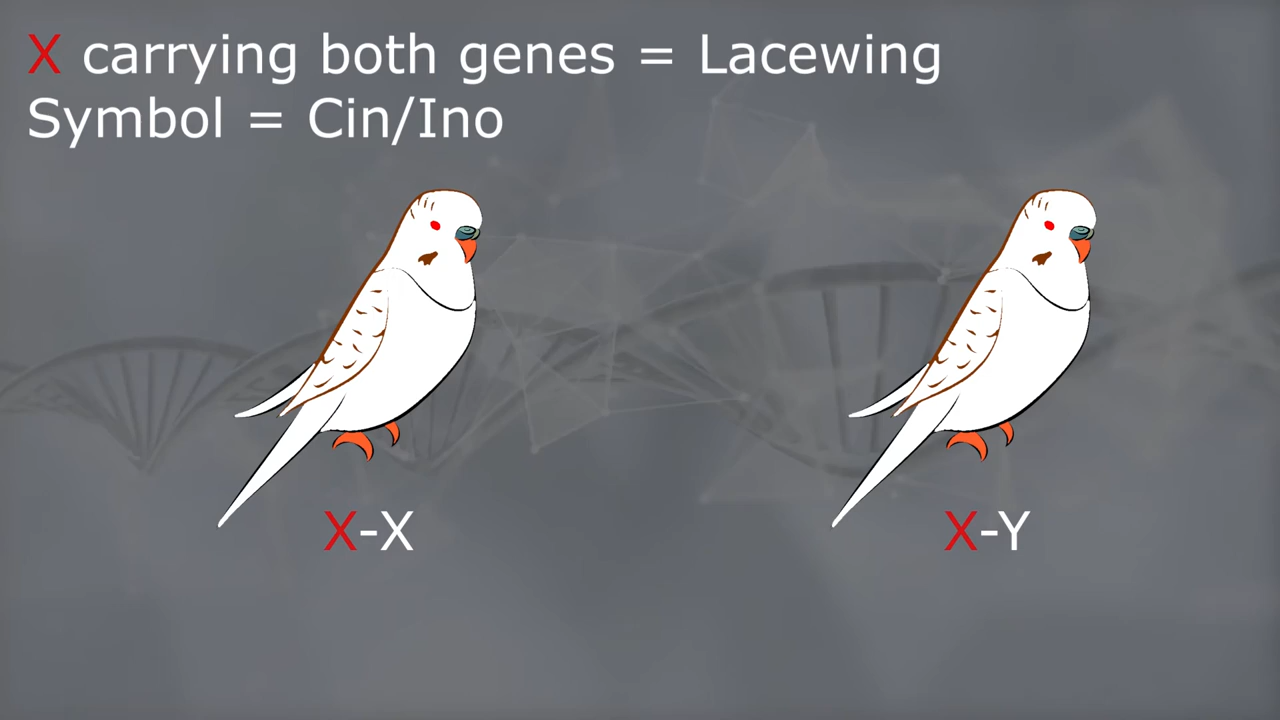 X carrying both genes = Lacewing
Symbol = Cin/Ino
X-X
X-Y